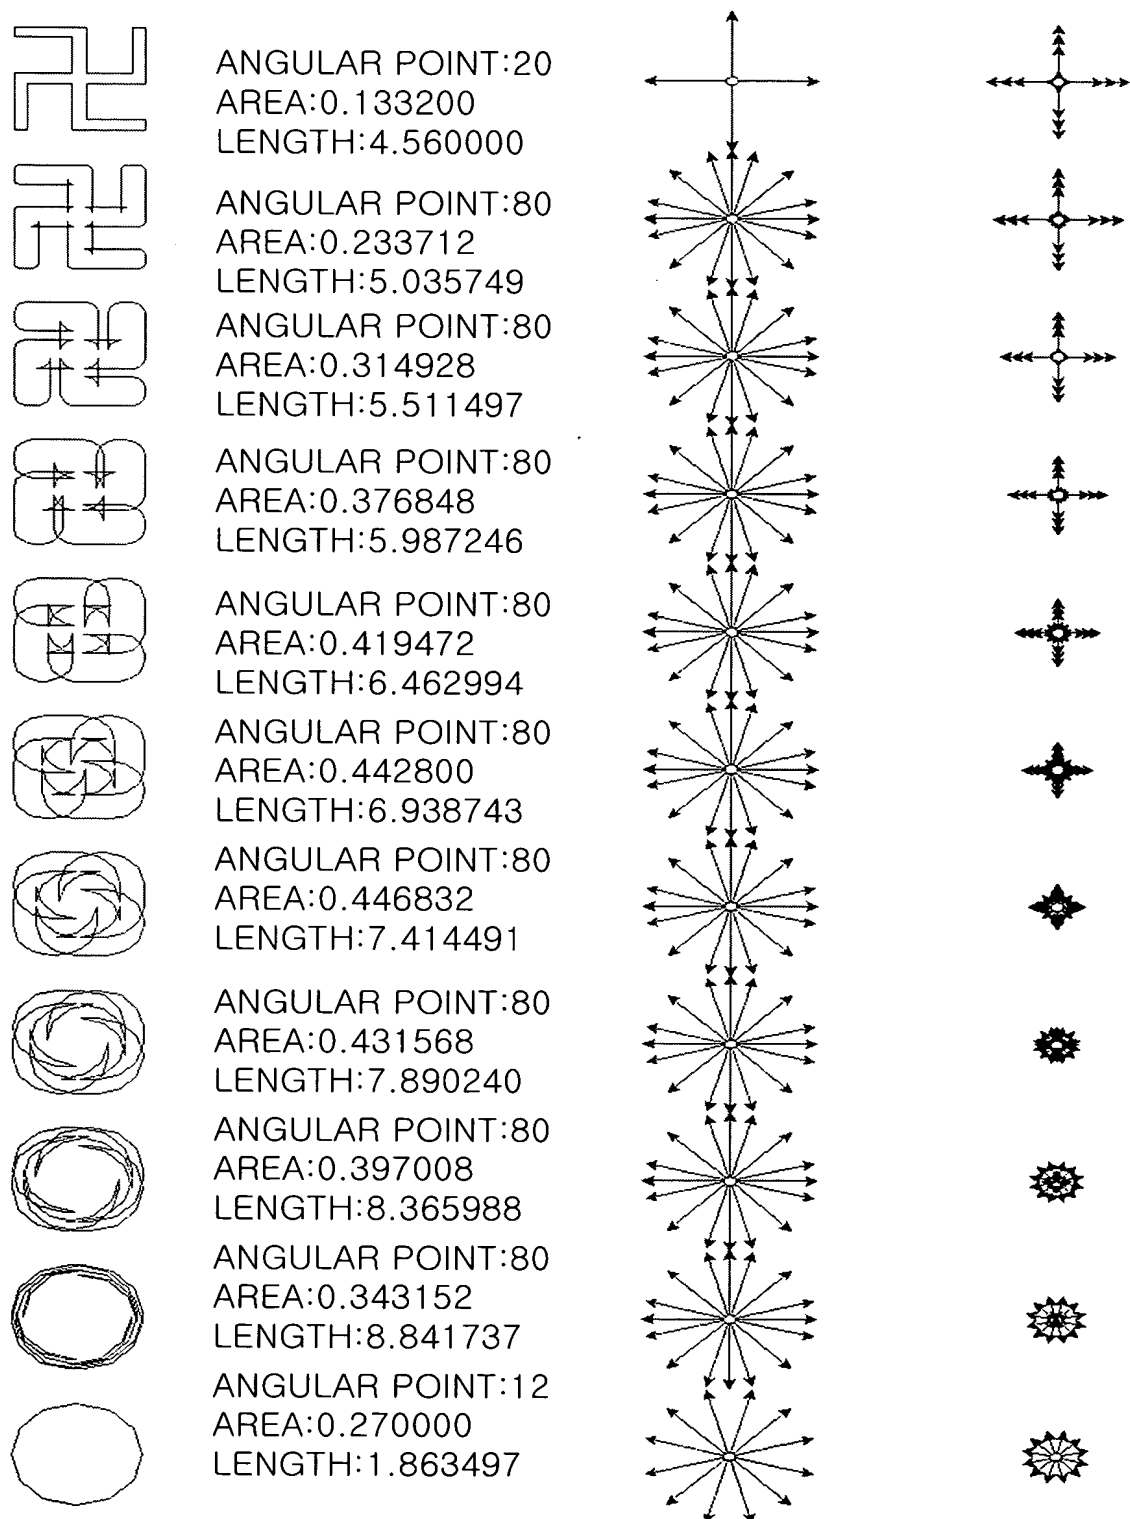 ANGULAR POINT:20
AREA:0.133200
LENGTH:4.560000
ANGULAR POINT:80
AREA:0.233712
LENGTH:5.035749
ANGULAR POINT:80
AREA:0.314928
LENGTH:5.511497
ANGULAR POINT:80
AREA:0.376848
LENGTH:5.987246
ANGULAR POINT:80
AREA:0.419472
LENGTH:6.462994
ANGULAR POINT:80
AREA:0.442800
LENGTH:6.938743
ANGULAR POINT:80
AREA:0.446832
LENGTH:7.414491
ANGULAR POINT:80
AREA:0.431568
LENGTH:7.890240
ANGULAR POINT:80
AREA:0.397008
LENGTH:8.365988
ANGULAR POINT:80
AREA:0.343152
LENGTH:8.841737
ANGULAR POINT:12
AREA:0.270000
LENGTH:1.863497